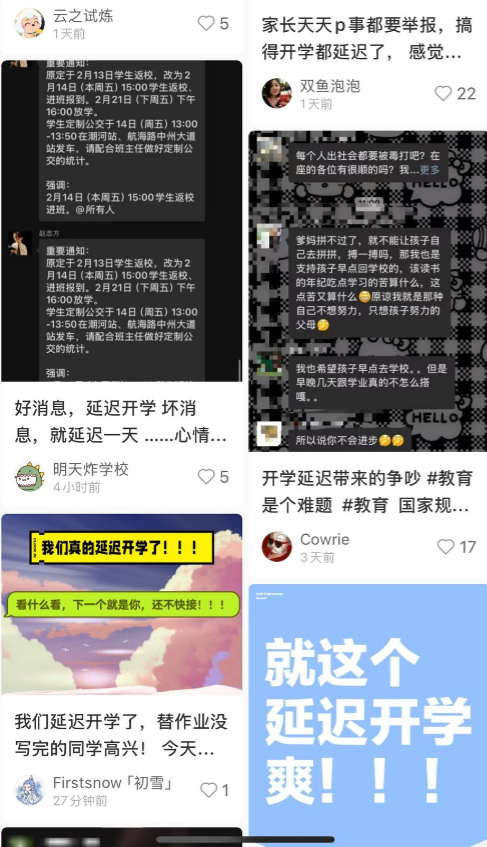 云之试炼
1天前
5
重要通知：
原定于2月13日学生返校，改为2
月14日（本周五）15:00学生返校、
进班报到。2月21日（下周五）下午
16:00放学。
学生定制公交于14日（周五）13:00
-13:50在潮河站、航海路中州大道
站发车，请配合班主任做好定制公
交的统计。
强调：
2月14日（本周五）15:00学生返校
进班。@所有人
赵志方
重要通知：
原定于2月13日学生返校，改为2
月14日（本周五）15:00学生返校、
进班报到。2月21日（下周五）下午
16:00放学。
学生定制公交于14日（周五）13:00
-13:50在潮河站、航海路中州大道
站发车，请配合班主任做好定制公
交的统计。
强调：
好消息，延迟开学 坏消
息，就延迟一天 ……心情...
明天炸学校
4小时前
5
我们真的延迟开学了！！！
看什么看，下一个就是你，还不快接！！！
我们延迟开学了，替作业没
写完的同学高兴！ 今天...
Firstsnow「初雪」
27分钟前
1
家长天天p事都要举报，搞
得开学都延迟了， 感觉...
双鱼泡泡
1天前
22
每个人出社会都要被毒打吧？在
座的各位有很顺的吗？我...更多
爹妈拼不过了，就不能让孩子自
己去拼拼，搏一搏吗，那我也是
支持孩子早点回学校的，该读书
的年纪吃点学习的苦算什么，这
点苦又算什么😄原谅我就是那种
自己不想努力，只想孩子努力的
父母🤣
我也希望孩子早点去学校。。但是
早晚几天跟学业真的不怎么搭
嘎。。
所以说你不会进步🤣🤣
HELLO
开学延迟带来的争吵 #教育
是个难题 #教育 国家规...
Cowrie
3天前
17
就这个
延迟开学
爽！！！